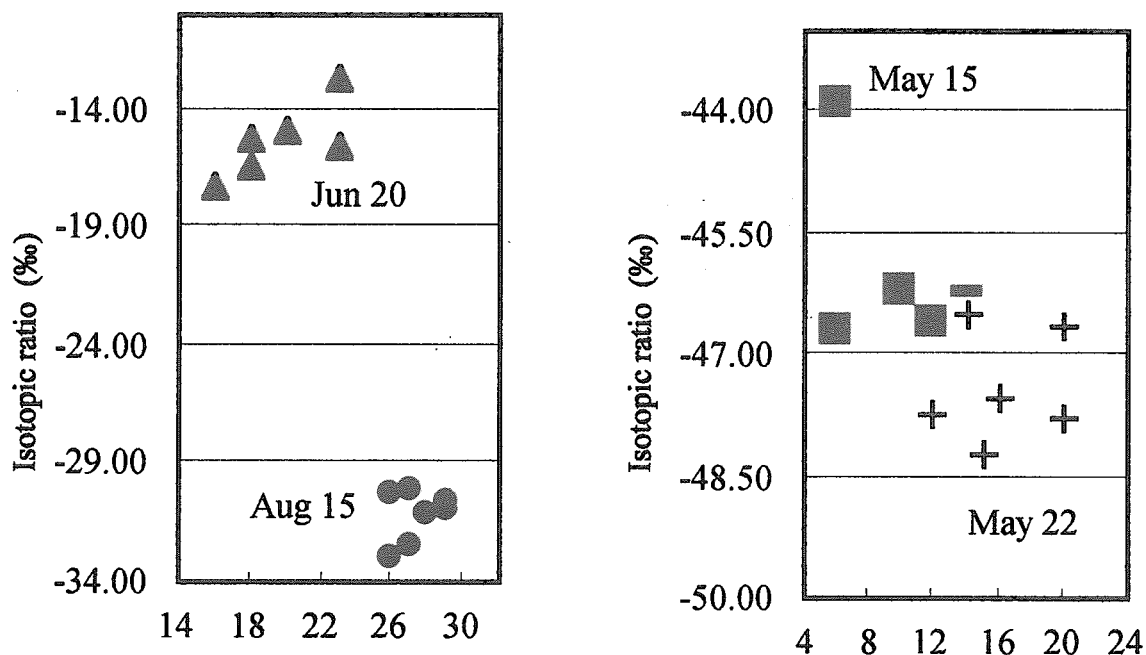 Isotopic ratio (‰)
-14.00
-19.00
-24.00
-29.00
-34.00
Jun 20
Aug 15
14 18 22 26 30
Isotopic ratio (‰)
-44.00
-45.50
-47.00
-48.50
-50.00
May 15
May 22
4 8 12 16 20 24